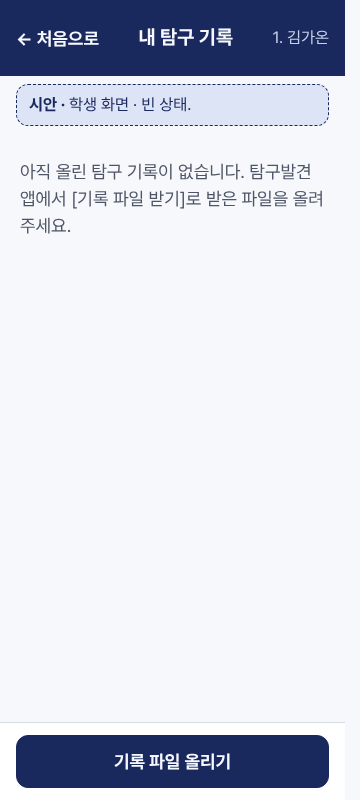 ← 처음으로 내 탐구 기록 1. 김가온
시안 · 학생 화면 · 빈 상태.
아직 올린 탐구 기록이 없습니다. 탐구발견
앱에서 [기록 파일 받기]로 받은 파일을 올려
주세요.
기록 파일 올리기